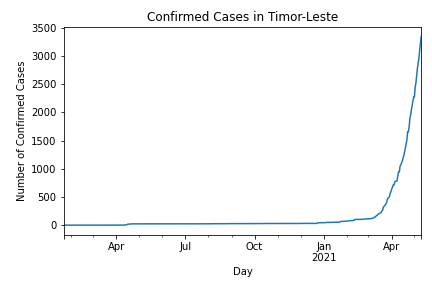 Confirmed Cases in Timor-Leste
3500
3000
2500
2000
1500
1000
500
0
Number of Confirmed Cases
Apr
Jul
Oct
Jan
2021
Apr
Day